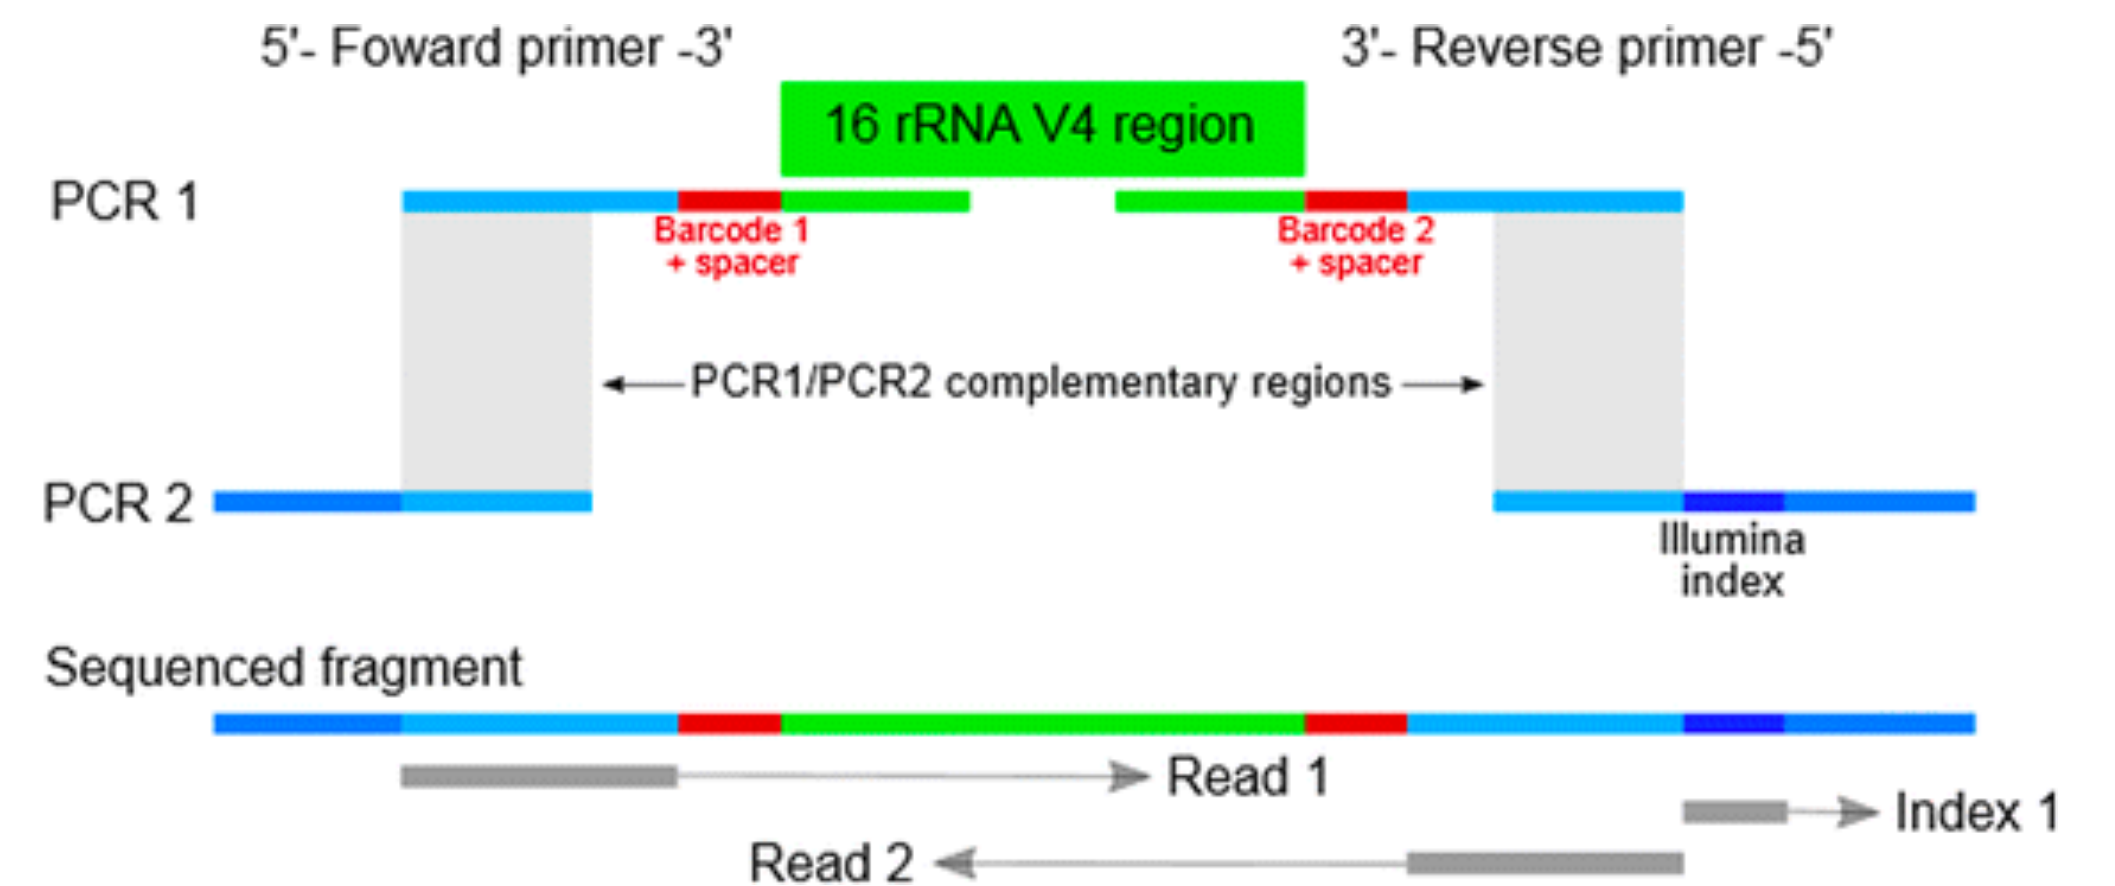 5'- Foward primer -3'
3'- Reverse primer -5'
16 rRNA V4 region
PCR 1
Barcode 1
+ spacer
Barcode 2
+ spacer
PCR1/PCR2 complementary regions
PCR 2
Illumina
index
Sequenced fragment
Read 1
Index 1
Read 2